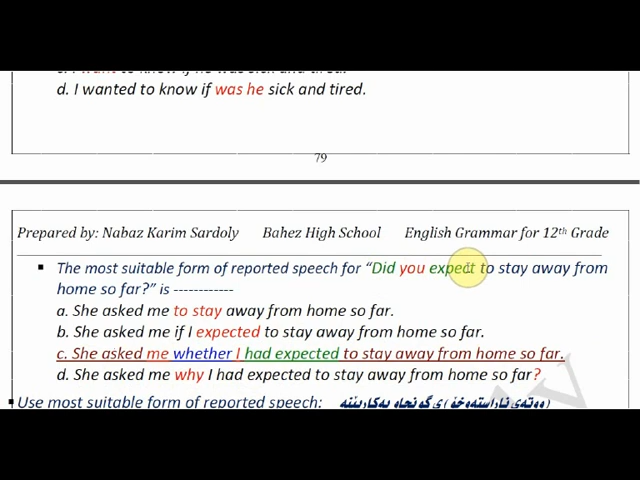 d. I wanted to know if was he sick and tired.
79
Prepared by: Nabaz Karim Sardoly Bahez High School English Grammar for 12th Grade
▪ The most suitable form of reported speech for “Did you expect to stay away from
home so far?” is ------------
a. She asked me to stay away from home so far.
b. She asked me if I expected to stay away from home so far.
c. She asked me whether I had expected to stay away from home so far.
d. She asked me why I had expected to stay away from home so far?
▪Use most suitable form of reported speech: